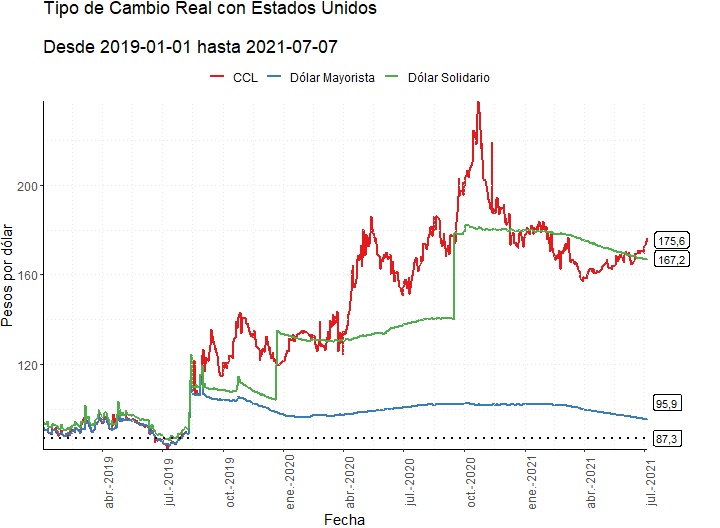 Tipo de Cambio Real con Estados Unidos
Desde 2019-01-01 hasta 2021-07-07
CCL Dólar Mayorista Dólar Solidario
Pesos por dólar
200
160
120
175,6
167,2
95,9
87,3
abr.-2019
jul.-2019
oct.-2019
ene.-2020
abr.-2020
jul.-2020
oct.-2020
ene.-2021
abr.-2021
jul.-2021
Fecha